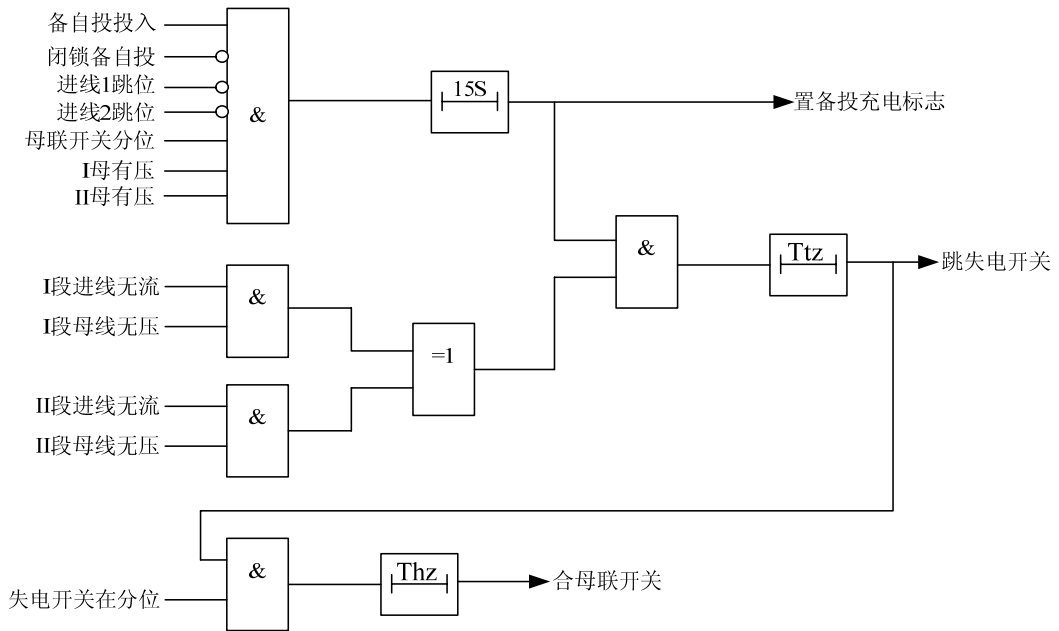 备自投投入
闭锁备自投
进线1跳位
进线2跳位
母联开关分位
I母有压
II母有压
&
15S
置备投充电标志
I段进线无流
I段母线无压
&
=1
&
Ttz
跳失电开关
II段进线无流
II段母线无压
&
失电开关在分位
&
Thz
合母联开关